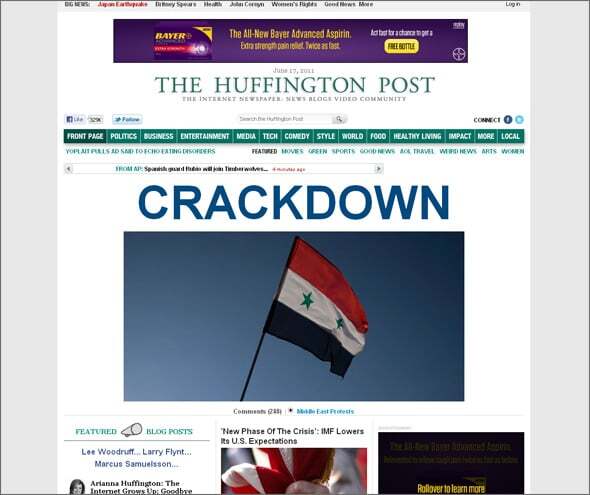 BIG NEWS: Japan Earthquake | Britney Spears | Health | John Cornyn | Women's Rights | Good News More
Log in
BAYER
ADVANCED
EXTRA STRENGTH
The All-New Bayer Advanced Aspirin.
Extra strength pain relief. Twice as fast.
Act fast for a chance to get a
FREE BOTTLE
June 17, 2011
THE HUFFINGTON POST
THE INTERNET NEWSPAPER: NEWS BLOGS VIDEO COMMUNITY
Like 329K
Follow
Search the Huffington Post
CONNECT
FRONT PAGE POLITICS BUSINESS ENTERTAINMENT MEDIA TECH COMEDY STYLE WORLD FOOD HEALTHY LIVING IMPACT MORE LOCAL
YOPLAIT PULLS AD SAID TO ECHO EATING DISORDERS
FEATURED MOVIES GREEN SPORTS GOOD NEWS AOL TRAVEL WEIRD NEWS ARTS WOMEN
FROM AP: Spanish guard Rubio will join Timberwolves...
CRACKDOWN
Comments (288) | Middle East Protests
FEATURED BLOG POSTS
Lee Woodruff... Larry Flynt...
Marcus Samuelsson...
Arianna Huffington: The
Internet Grows Up: Goodbye
'New Phase Of The Crisis': IMF Lowers
Its U.S. Expectations
The All-New Bayer Advanced Aspirin.
Rollover to learn more